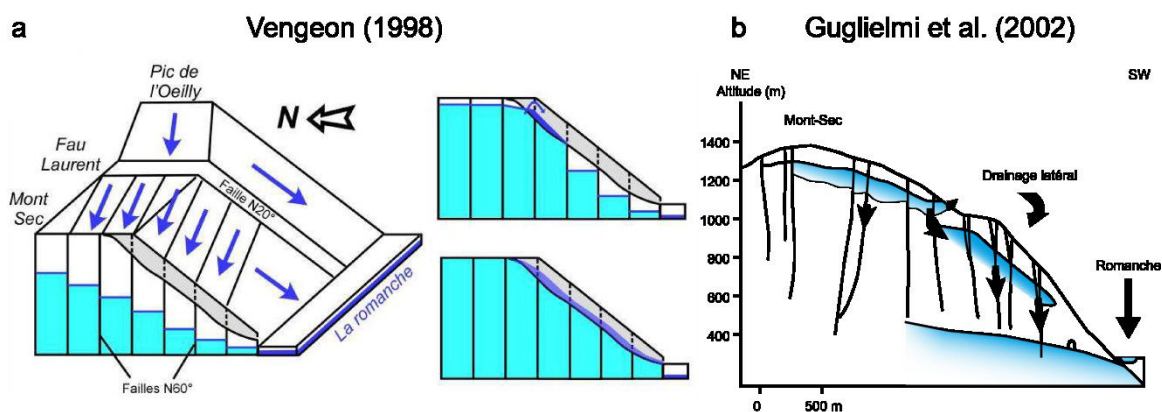 a
Vengeon (1998)
b
Guglielmi et al. (2002)
Pic de
l'Oeilly
N
Fau
Laurent
Mont
Sec
Faille N20°
La romanche
Failles N60°
NE
SW
Altitude (m)
Mont-Sec
1400
1200
1000
800
600
400
Drainage latéral
Romanche
0
500 m